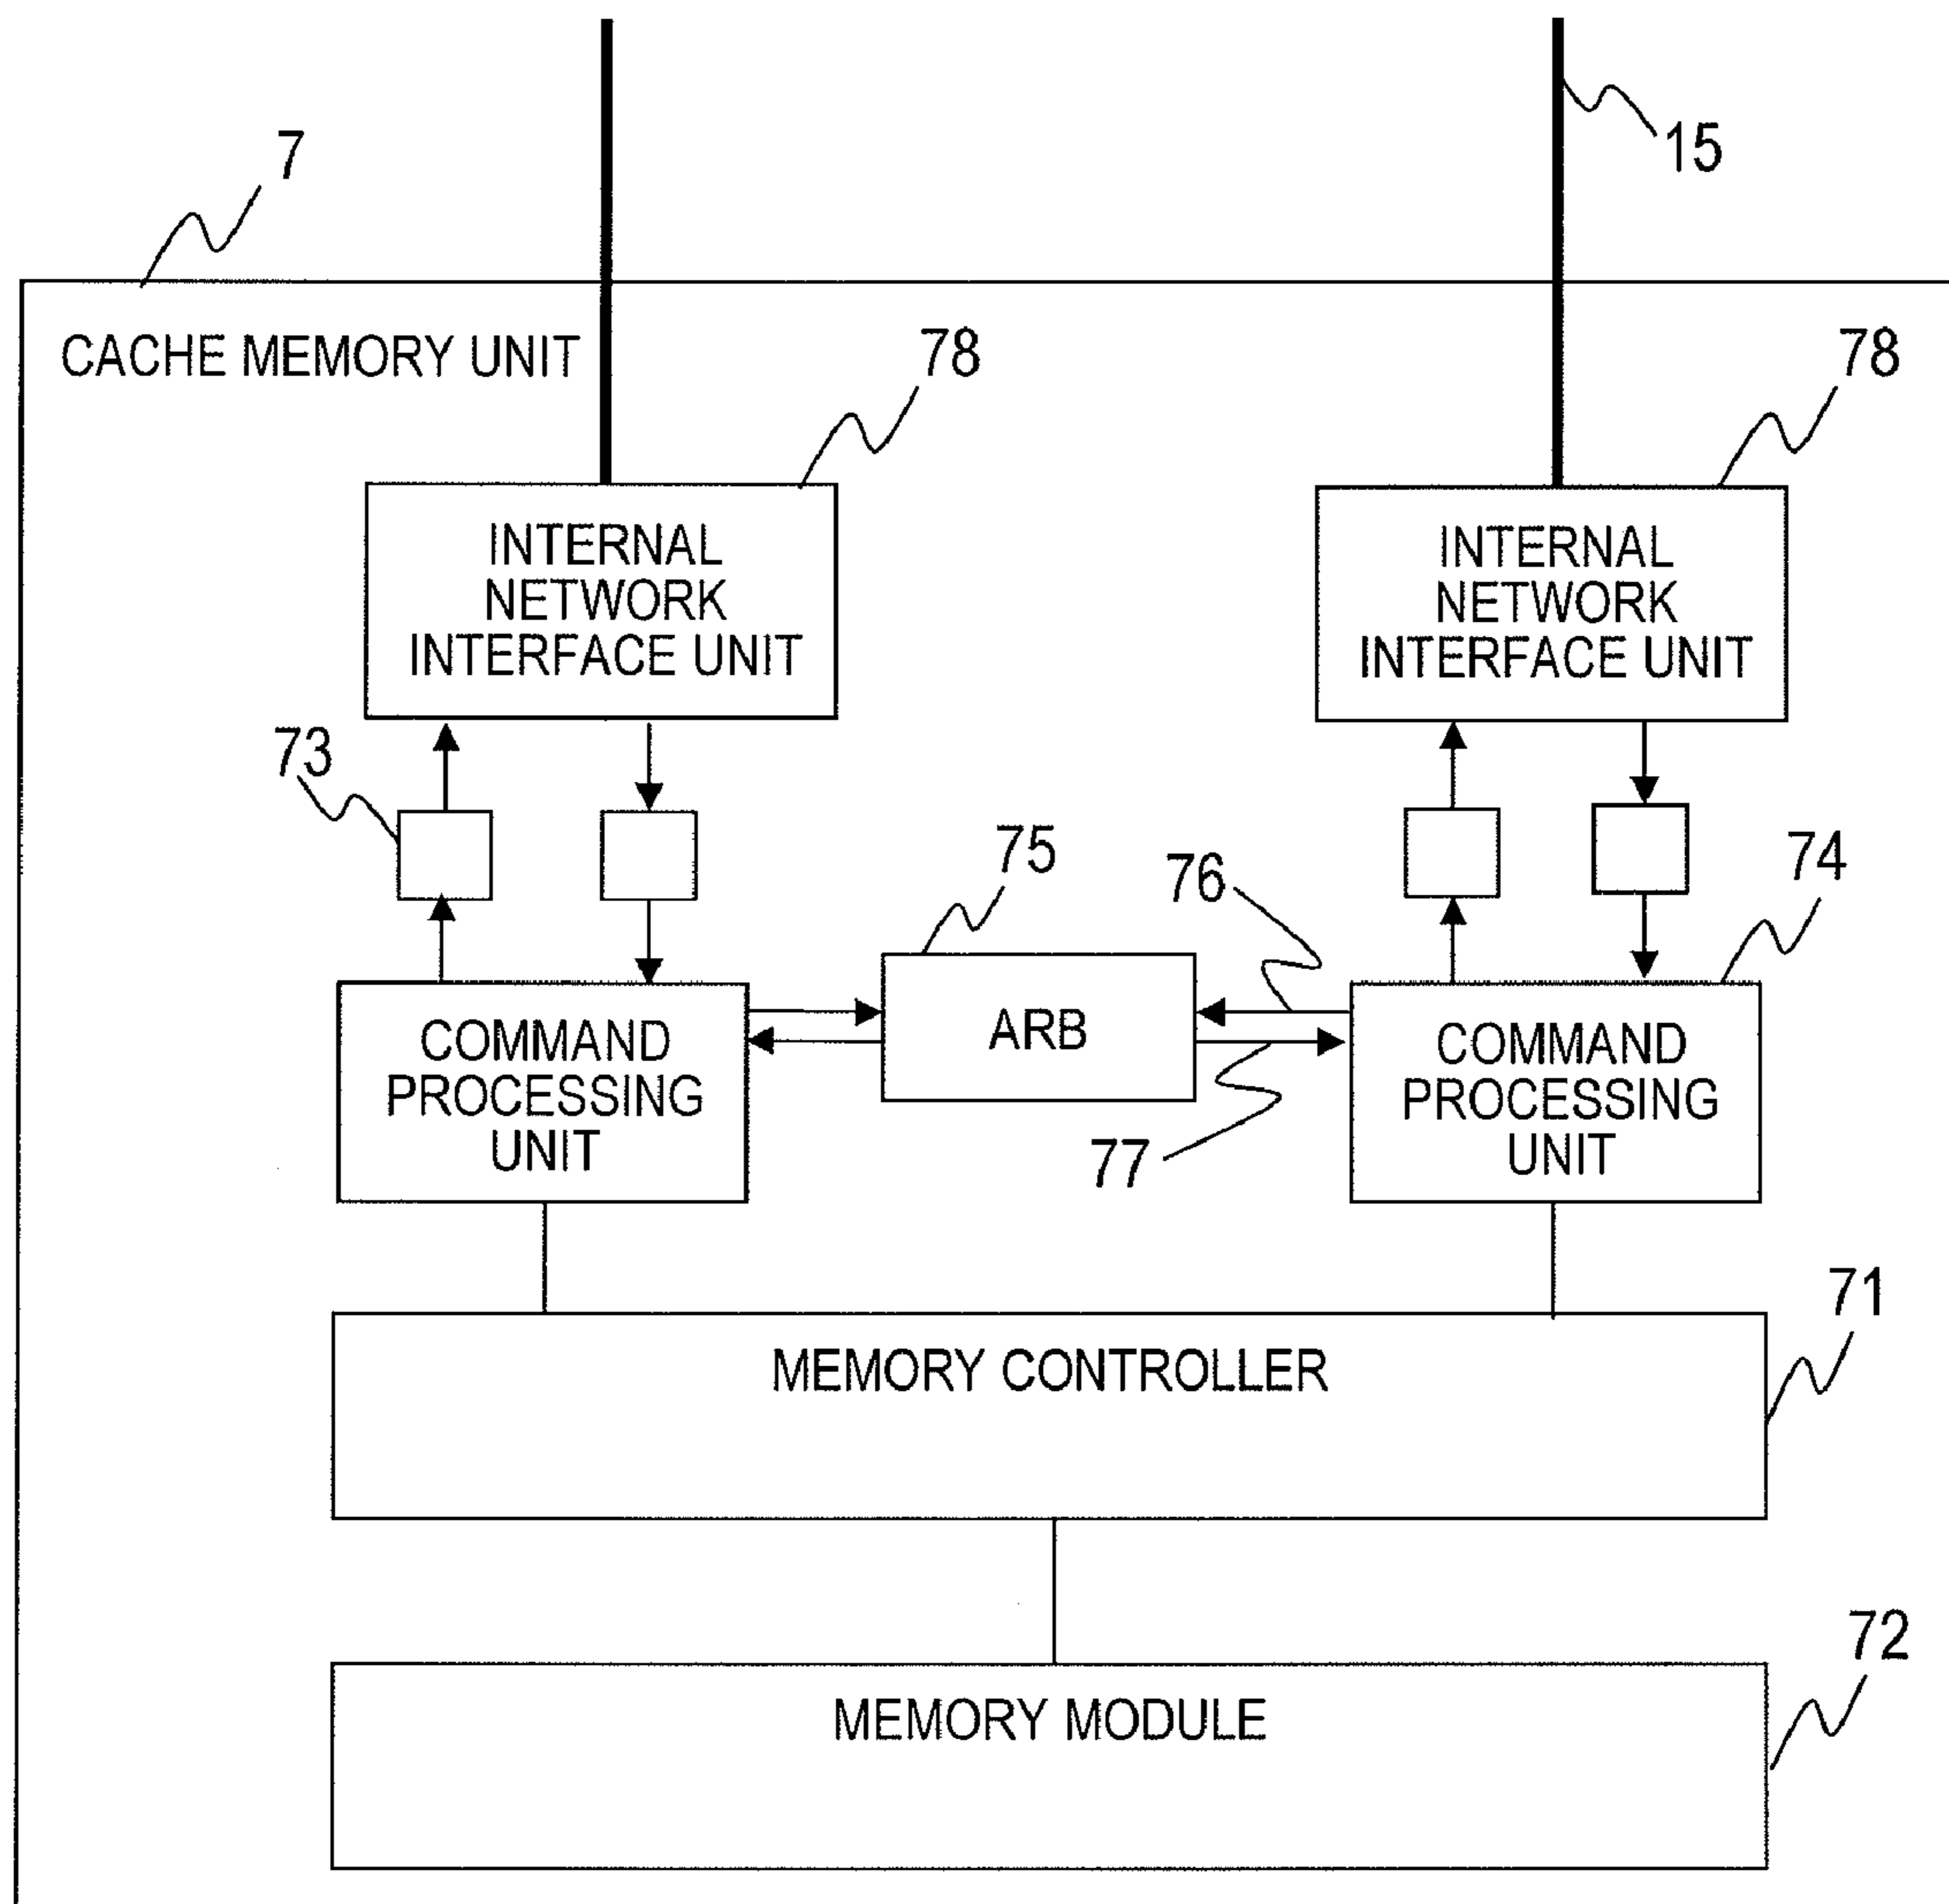 15
7
CACHE MEMORY UNIT
78
78
INTERNAL
NETWORK
INTERFACE UNIT
INTERNAL
NETWORK
INTERFACE UNIT
73
75
76
74
ARB
COMMAND
PROCESSING
UNIT
COMMAND
PROCESSING
UNIT
77
71
MEMORY CONTROLLER
72
MEMORY MODULE